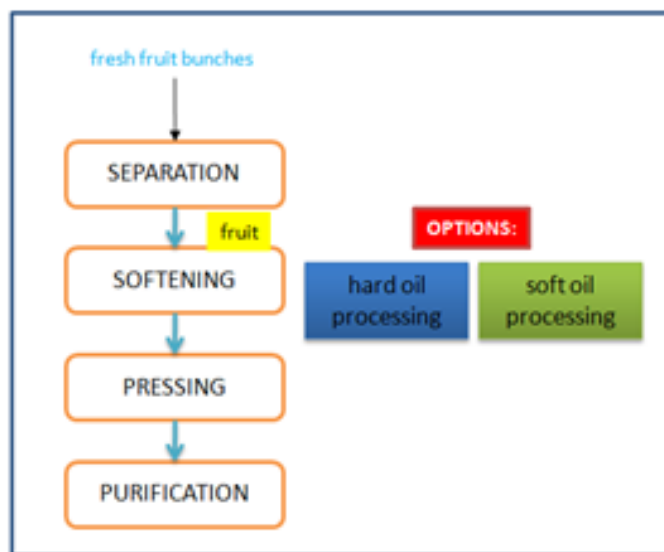 fresh fruit bunches
SEPARATION
fruit
OPTIONS:
SOFTENING
hard oil
processing
soft oil
processing
PRESSING
PURIFICATION